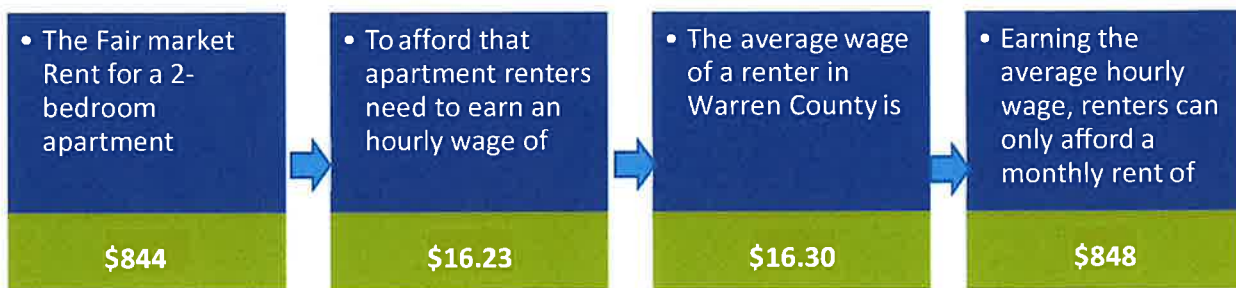 • The Fair market
Rent for a 2-
bedroom
apartment
$844
• To afford that
apartment renters
need to earn an
hourly wage of
$16.23
• The average wage
of a renter in
Warren County is
$16.30
• Earning the
average hourly
wage, renters can
only afford a
monthly rent of
$848